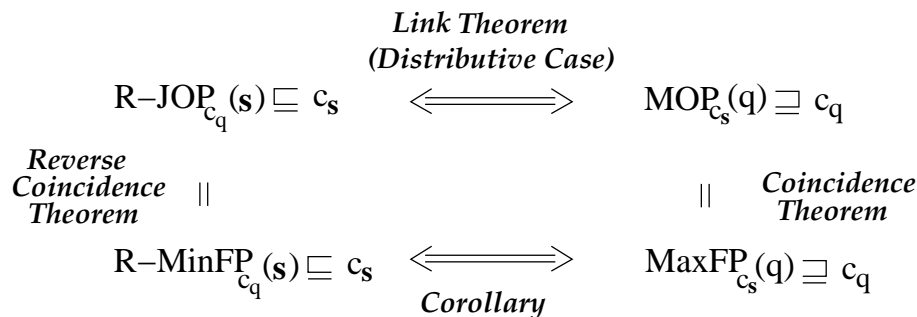 Link Theorem
(Distributive Case)
R–JOP_{c_q}(s) ⊑ c_s ⟺ MOP_{c_s}(q) ⊒ c_q
Reverse
Coincidence
Theorem
||
||
Coincidence
Theorem
R–MinFP_{c_q}(s) ⊑ c_s ⟺ MaxFP_{c_s}(q) ⊒ c_q
Corollary